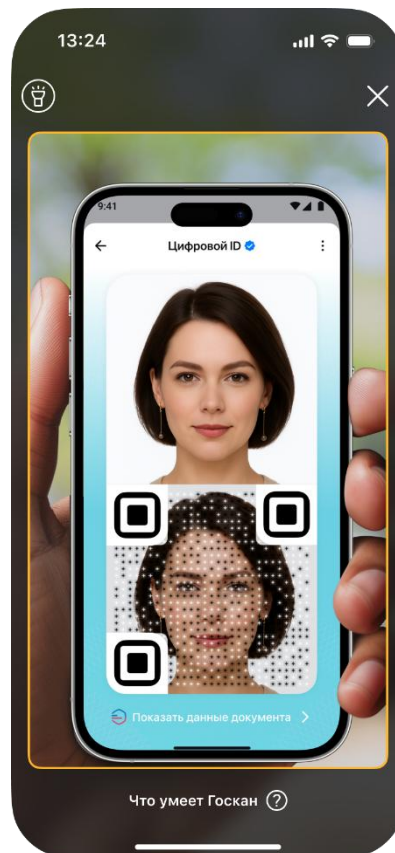 13:24
9:41
Цифровой ID
Показать данные документа
Что умеет Госкан